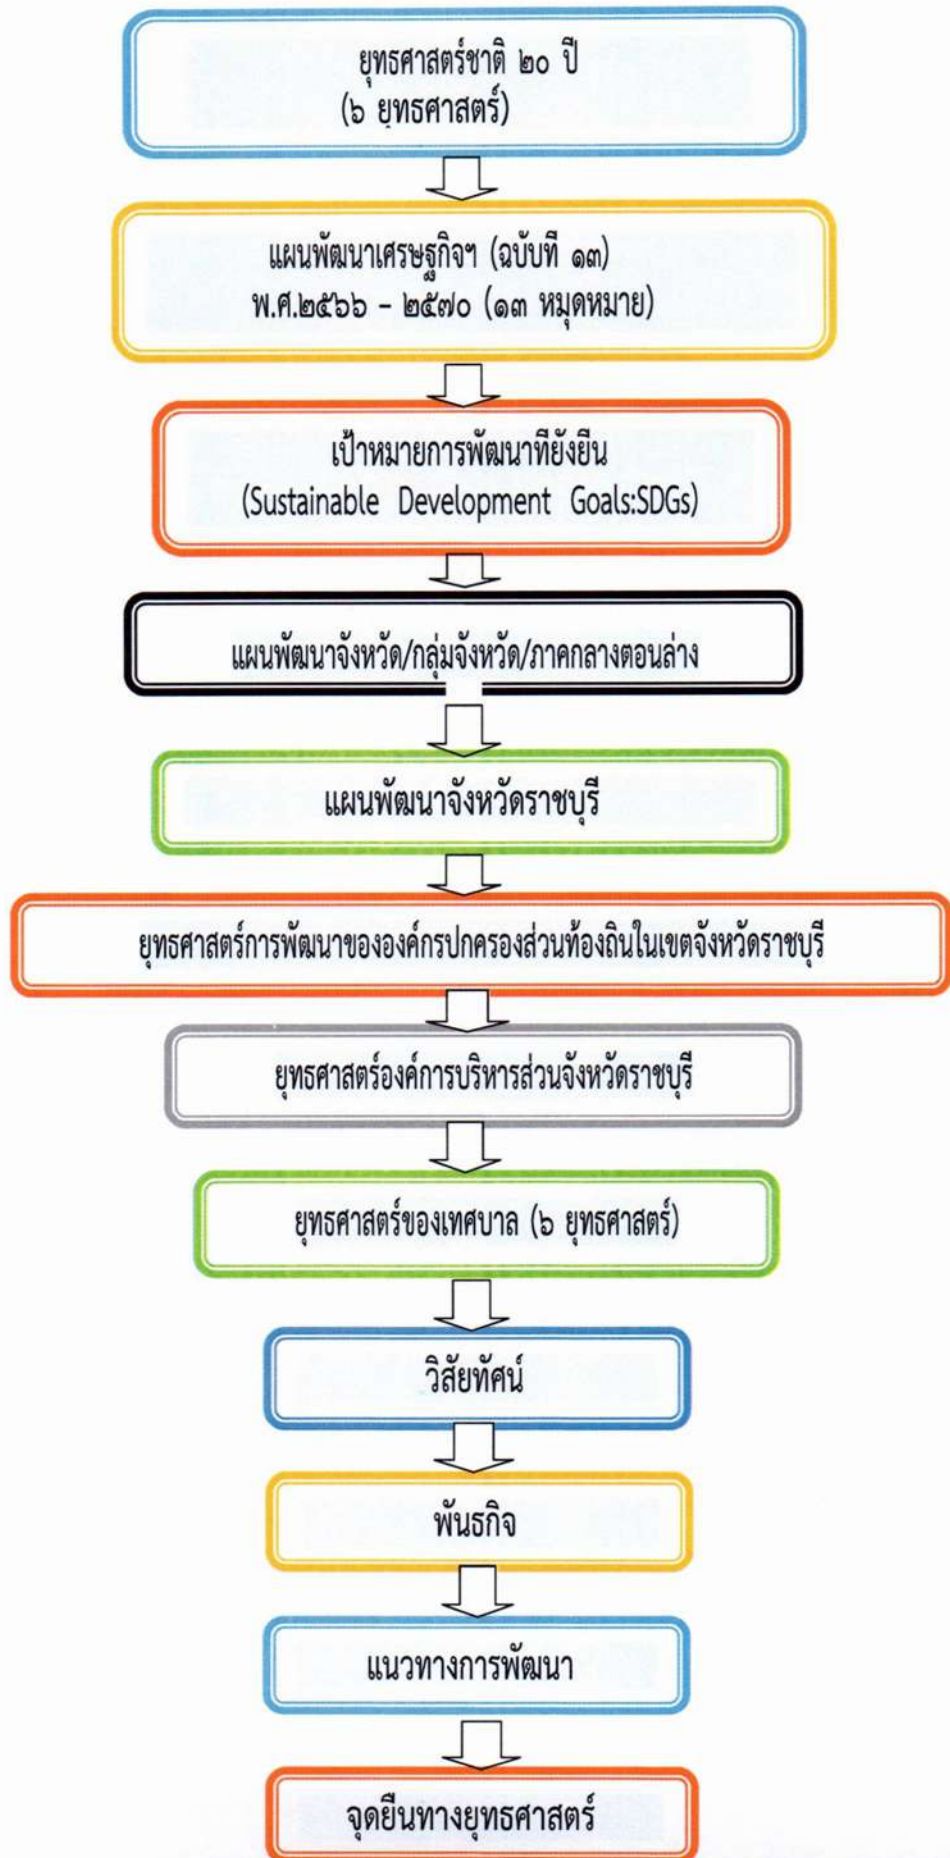 ยุทธศาสตร์ชาติ ๒๐ ปี
(๖ ยุทธศาสตร์)
แผนพัฒนาเศรษฐกิจฯ (ฉบับที่ ๑๓)
พ.ศ.๒๕๖๖ – ๒๕๗๐ (๑๓ หมุดหมาย)
เป้าหมายการพัฒนาที่ยั่งยืน
(Sustainable Development Goals:SDGs)
แผนพัฒนาจังหวัด/กลุ่มจังหวัด/ภาคกลางตอนล่าง
แผนพัฒนาจังหวัดราชบุรี
ยุทธศาสตร์การพัฒนาขององค์กรปกครองส่วนท้องถิ่นในเขตจังหวัดราชบุรี
ยุทธศาสตร์องค์การบริหารส่วนจังหวัดราชบุรี
ยุทธศาสตร์ของเทศบาล (๖ ยุทธศาสตร์)
วิสัยทัศน์
พันธกิจ
แนวทางการพัฒนา
จุดยืนทางยุทธศาสตร์